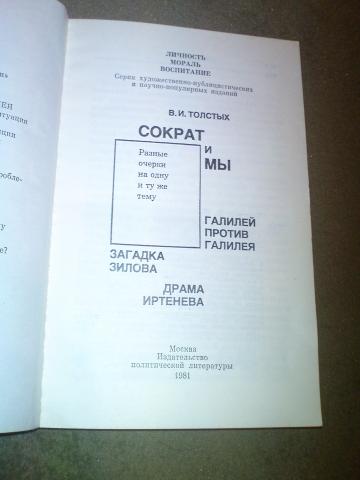 ЛИЧНОСТЬ
МОРАЛЬ
ВОСПИТАНИЕ
Серия художественно-публицистических
и научно-популярных изданий
В. И. ТОЛСТЫХ
СОКРАТ
И
МЫ
Разные
очерки
на одну
и ту же
тему
ГАЛИЛЕЙ
ПРОТИВ
ГАЛИЛЕЯ
ЗАГАДКА
ЗИЛОВА
ДРАМА
ИРТЕНЕВА
Москва
Издательство
политической литературы
1981